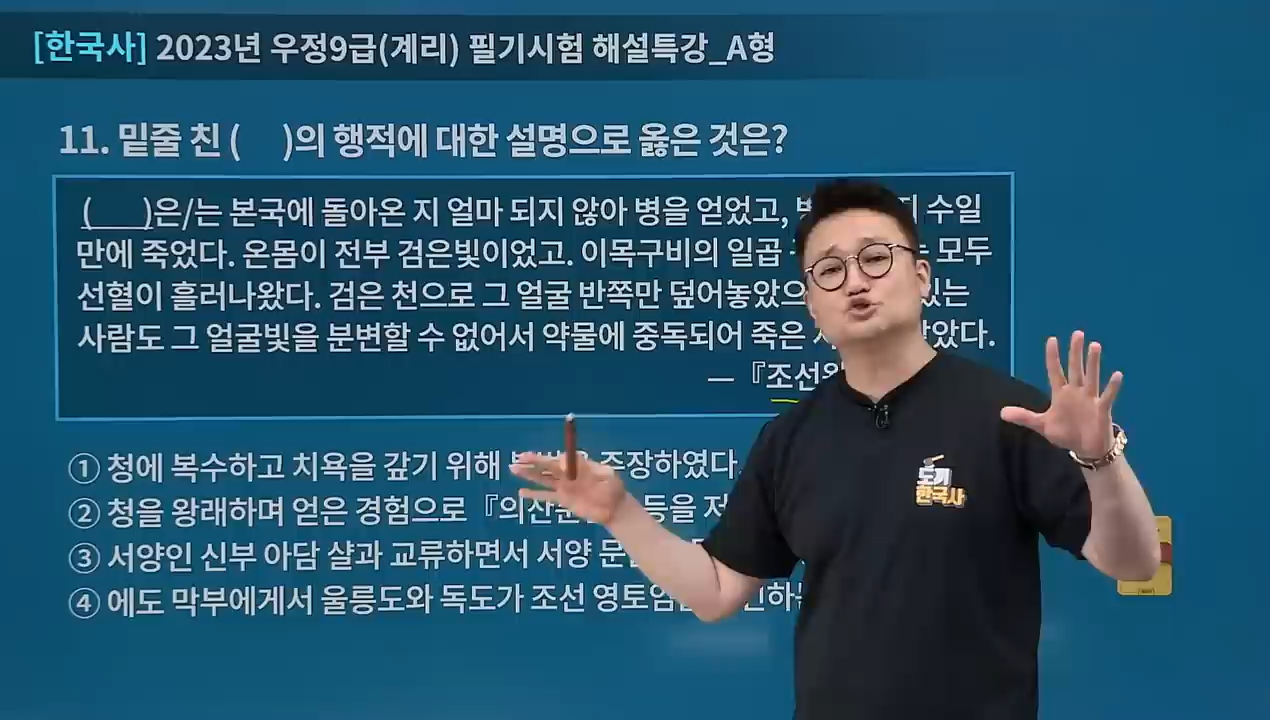 [한국사] 2023년 우정9급(계리) 필기시험 해설특강_A형
11. 밑줄 친 ( )의 행적에 대한 설명으로 옳은 것은?
( )은/는 본국에 돌아온 지 얼마 되지 않아 병을 얻었고, 수일
만에 죽었다. 온몸이 전부 검은빛이었고. 이목구비의 일곱 모두
선혈이 흘러나왔다. 검은 천으로 그 얼굴 반쪽만 덮어놓았으 있는
사람도 그 얼굴빛을 분변할 수 없어서 약물에 중독되어 죽은 같았다.
― 『조선왕
① 청에 복수하고 치욕을 갚기 위해 주장하였다.
② 청을 왕래하며 얻은 경험으로 등을 저
③ 서양인 신부 아담 샬과 교류하면서 서양
④ 에도 막부에게서 울릉도와 독도가 조선 영토임을
도끼
한국사